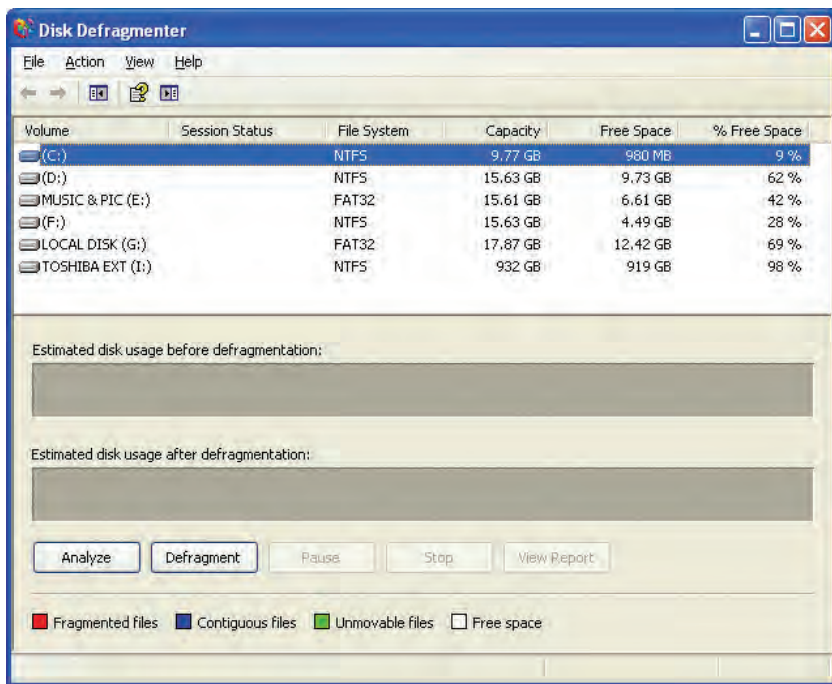 Disk Defragmenter
File Action View Help
Volume Session Status File System Capacity Free Space % Free Space
(C:) NTFS 9.77 GB 980 MB 9 %
(D:) NTFS 15.63 GB 9.73 GB 62 %
MUSIC & PIC (E:) FAT32 15.61 GB 6.61 GB 42 %
(F:) NTFS 15.63 GB 4.49 GB 28 %
LOCAL DISK (G:) FAT32 17.87 GB 12.42 GB 69 %
TOSHIBA EXT (I:) NTFS 932 GB 919 GB 98 %
Estimated disk usage before defragmentation:
Estimated disk usage after defragmentation:
Analyze Defragment Pause Stop View Report
Fragmented files Contiguous files Unmovable files Free space